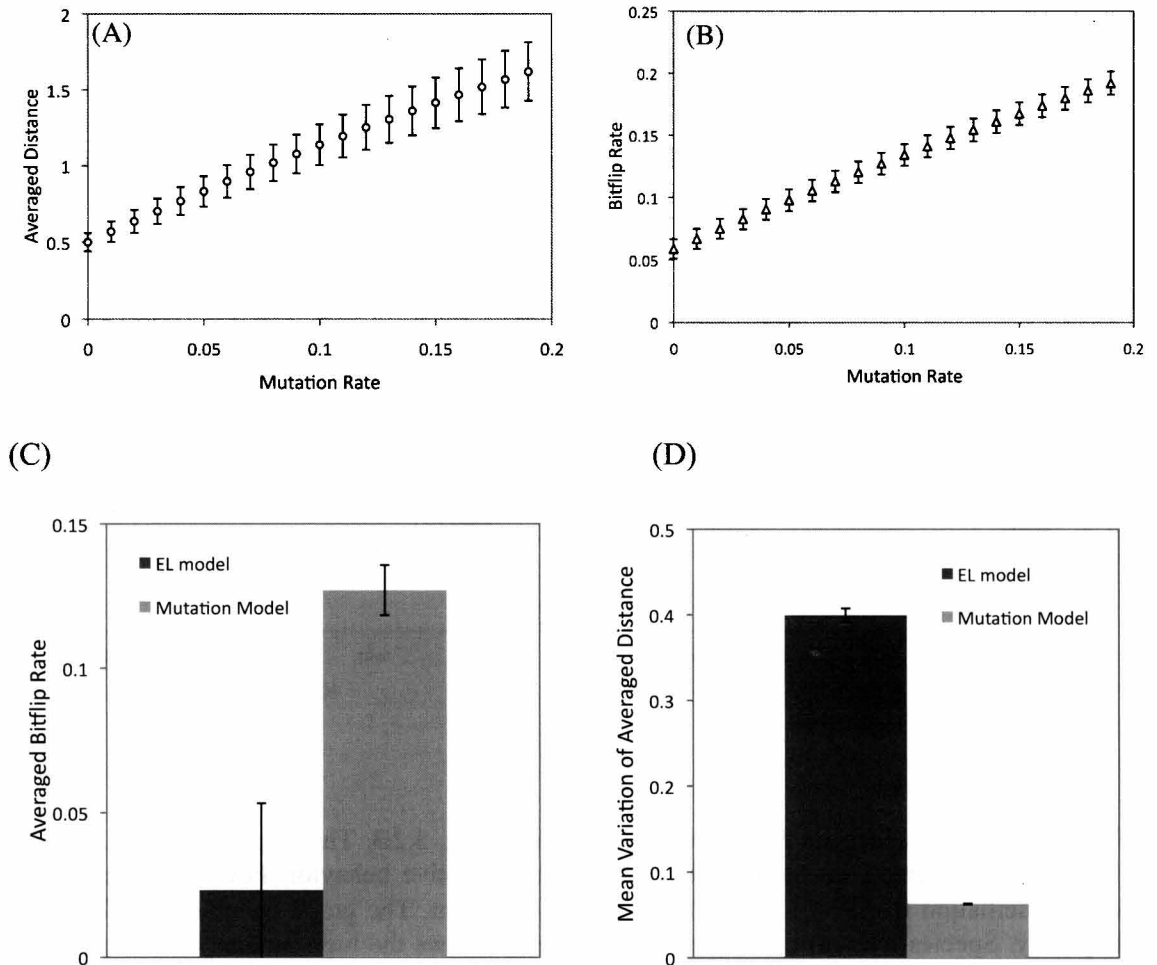 (A)
Averaged Distance
2
1.5
1
0.5
0
0
0.05
0.1
0.15
0.2
Mutation Rate
(B)
Bitflip Rate
0.25
0.2
0.15
0.1
0.05
0
0
0.05
0.1
0.15
0.2
Mutation Rate
(C)
Averaged Bitflip Rate
0.15
0.1
0.05
0
EL model
Mutation Model
(D)
Mean Variation of Averaged Distance
0.5
0.4
0.3
0.2
0.1
0
EL model
Mutation Model